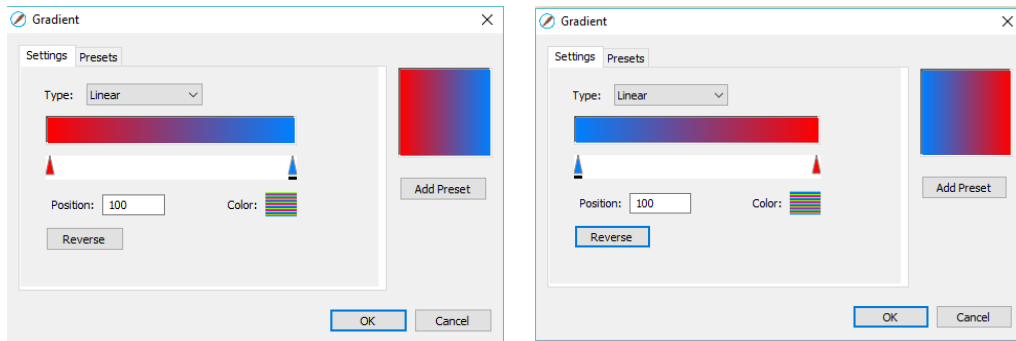 Gradient
Settings Presets
Type: Linear
Add Preset
Position: 100 Color:
Reverse
OK Cancel
Gradient
Settings Presets
Type: Linear
Add Preset
Position: 100 Color:
Reverse
OK Cancel